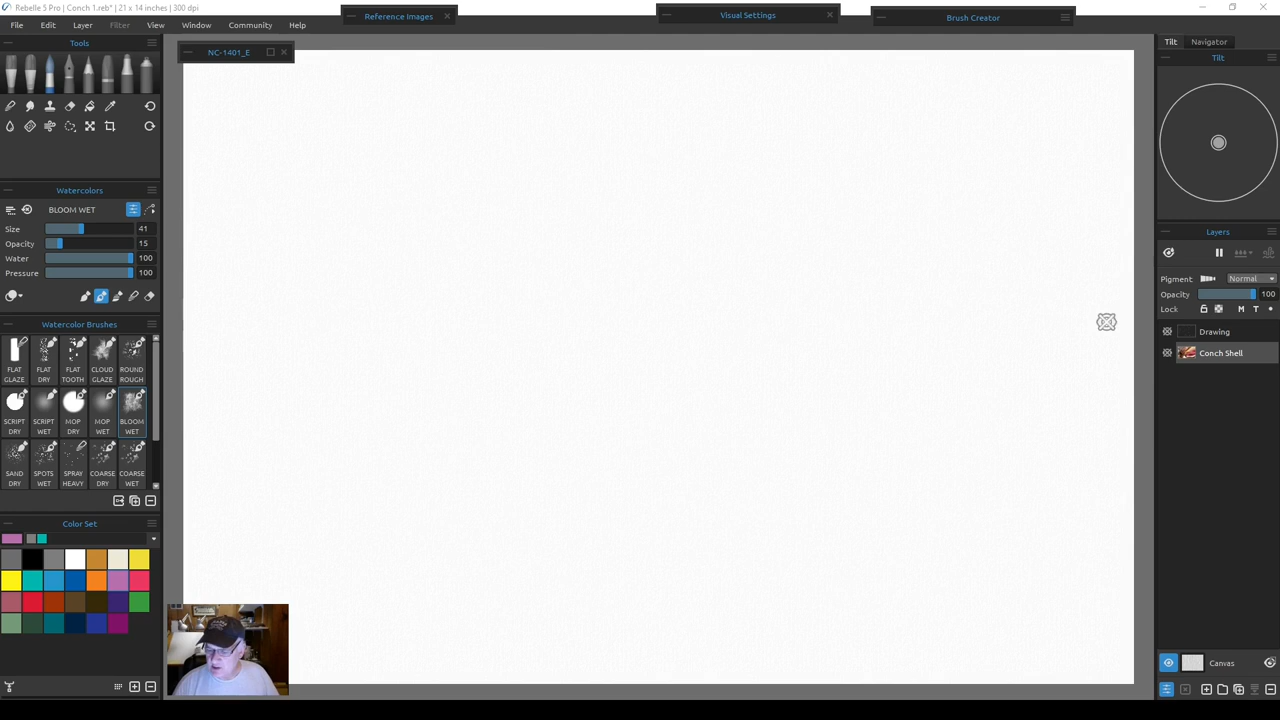 Rebelle 5 Pro | Conch 1.reb* | 21 x 14 inches | 300 dpi
File Edit Layer Filter View Window Community Help
Reference Images
Visual Settings
Brush Creator
NC-1401_E
Tools
Watercolors
BLOOM WET
Size 41
Opacity 15
Water 100
Pressure 100
Watercolor Brushes
FLAT GLAZE
FLAT DRY
FLAT TOOTH
CLOUD GLAZE
ROUND ROUGH
SCRIPT DRY
SCRIPT WET
MOP DRY
MOP WET
BLOOM WET
SAND DRY
SPOTS WET
SPRAY HEAVY
COARSE DRY
COARSE WET
Color Set
Tilt Navigator
Tilt
Layers
Pigment: Normal
Opacity 100
Lock M T
Drawing
Conch Shell
Canvas